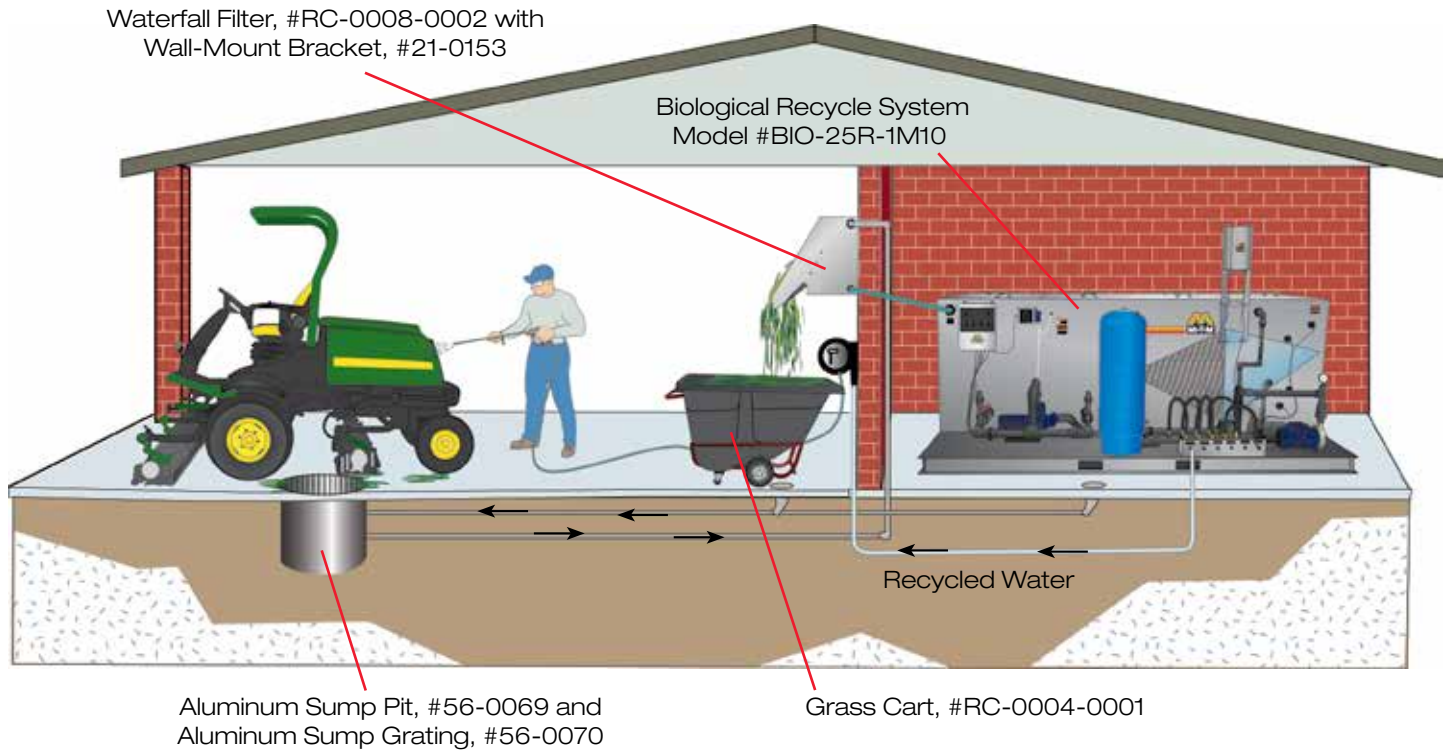 Waterfall Filter, #RC-0008-0002 with
Wall-Mount Bracket, #21-0153
Biological Recycle System
Model #BIO-25R-1M10
Recycled Water
Aluminum Sump Pit, #56-0069 and
Aluminum Sump Grating, #56-0070
Grass Cart, #RC-0004-0001